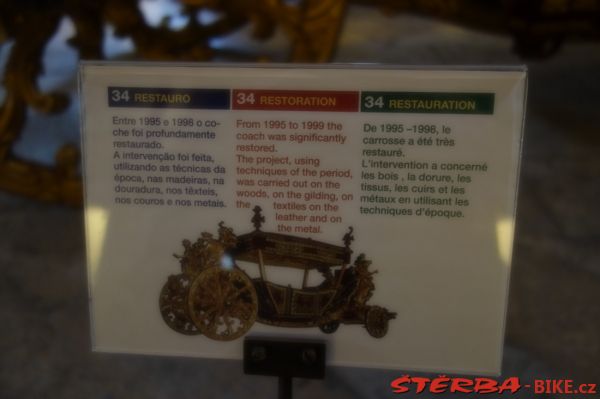 34 RESTAURO
Entre 1995 e 1998 o co-
che foi profundamente
restaurado.
A intervenção foi feita,
utilizando as técnicas da
época, nas madeiras, na
douradura, nos têxteis,
nos couros e nos metais.
34 RESTORATION
From 1995 to 1999 the
coach was significantly
restored.
The project, using
techniques of the period,
was carried out on the
woods, on the gilding, on
the textiles on the
leather and on
the metal.
34 RESTAURATION
De 1995 –1998, le
carrosse a été très
restauré.
L'intervention a concerné
les bois , la dorure, les
tissus, les cuirs et lés
métaux en utilisant les
techniques d'époque.
ŠTĚRBA-BIKE.cz